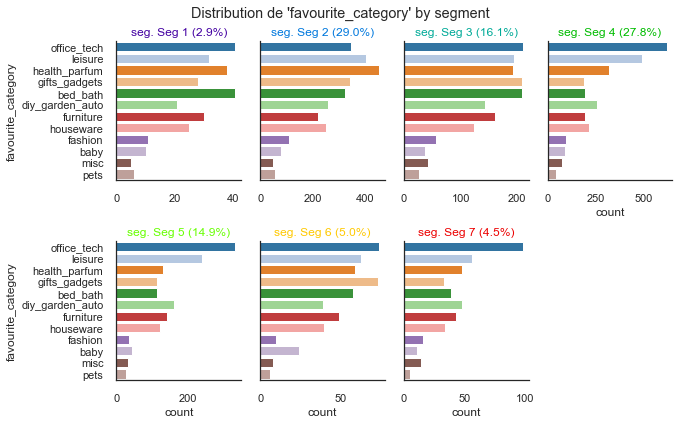 Distribution de 'favourite_category' by segment
seg. Seg 1 (2.9%)
seg. Seg 2 (29.0%)
seg. Seg 3 (16.1%)
seg. Seg 4 (27.8%)
favourite_category
office_tech
leisure
health_parfum
gifts_gadgets
bed_bath
diy_garden_auto
furniture
houseware
fashion
baby
misc
pets
0 20 40
0 200 400
0 100 200
0 250 500
count
seg. Seg 5 (14.9%)
seg. Seg 6 (5.0%)
seg. Seg 7 (4.5%)
favourite_category
office_tech
leisure
health_parfum
gifts_gadgets
bed_bath
diy_garden_auto
furniture
houseware
fashion
baby
misc
pets
0 200
0 50
0 50 100
count
count
count